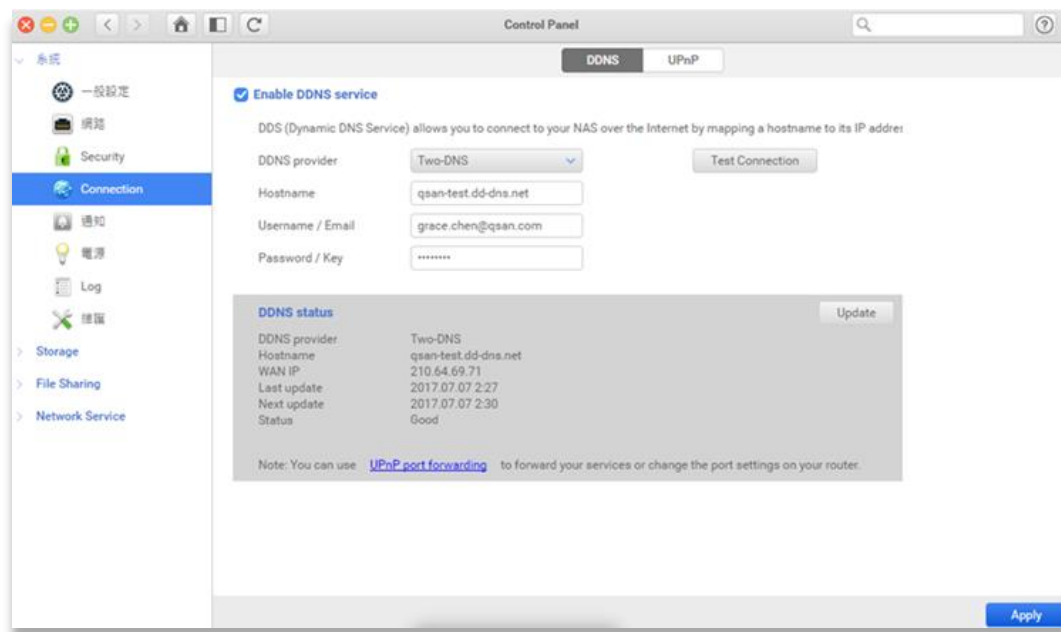 Control Panel
系統
一般設定
網路
Security
Connection
通知
電源
Log
Storage
File Sharing
Network Service
DDNS UPnP
Enable DDNS service
DDS (Dynamic DNS Service) allows you to connect to your NAS over the Internet by mapping a hostname to its IP addres
DDNS provider Two-DNS Test Connection
Hostname qsan-test.dd-dns.net
Username / Email grace.chen@qsan.com
Password / Key ••••••••
DDNS status Update
DDNS provider Two-DNS
Hostname qsan-test.dd-dns.net
WAN IP 210.64.69.71
Last update 2017.07.07 2:27
Next update 2017.07.07 2:30
Status Good
Note: You can use UPnP port forwarding to forward your services or change the port settings on your router.
Apply